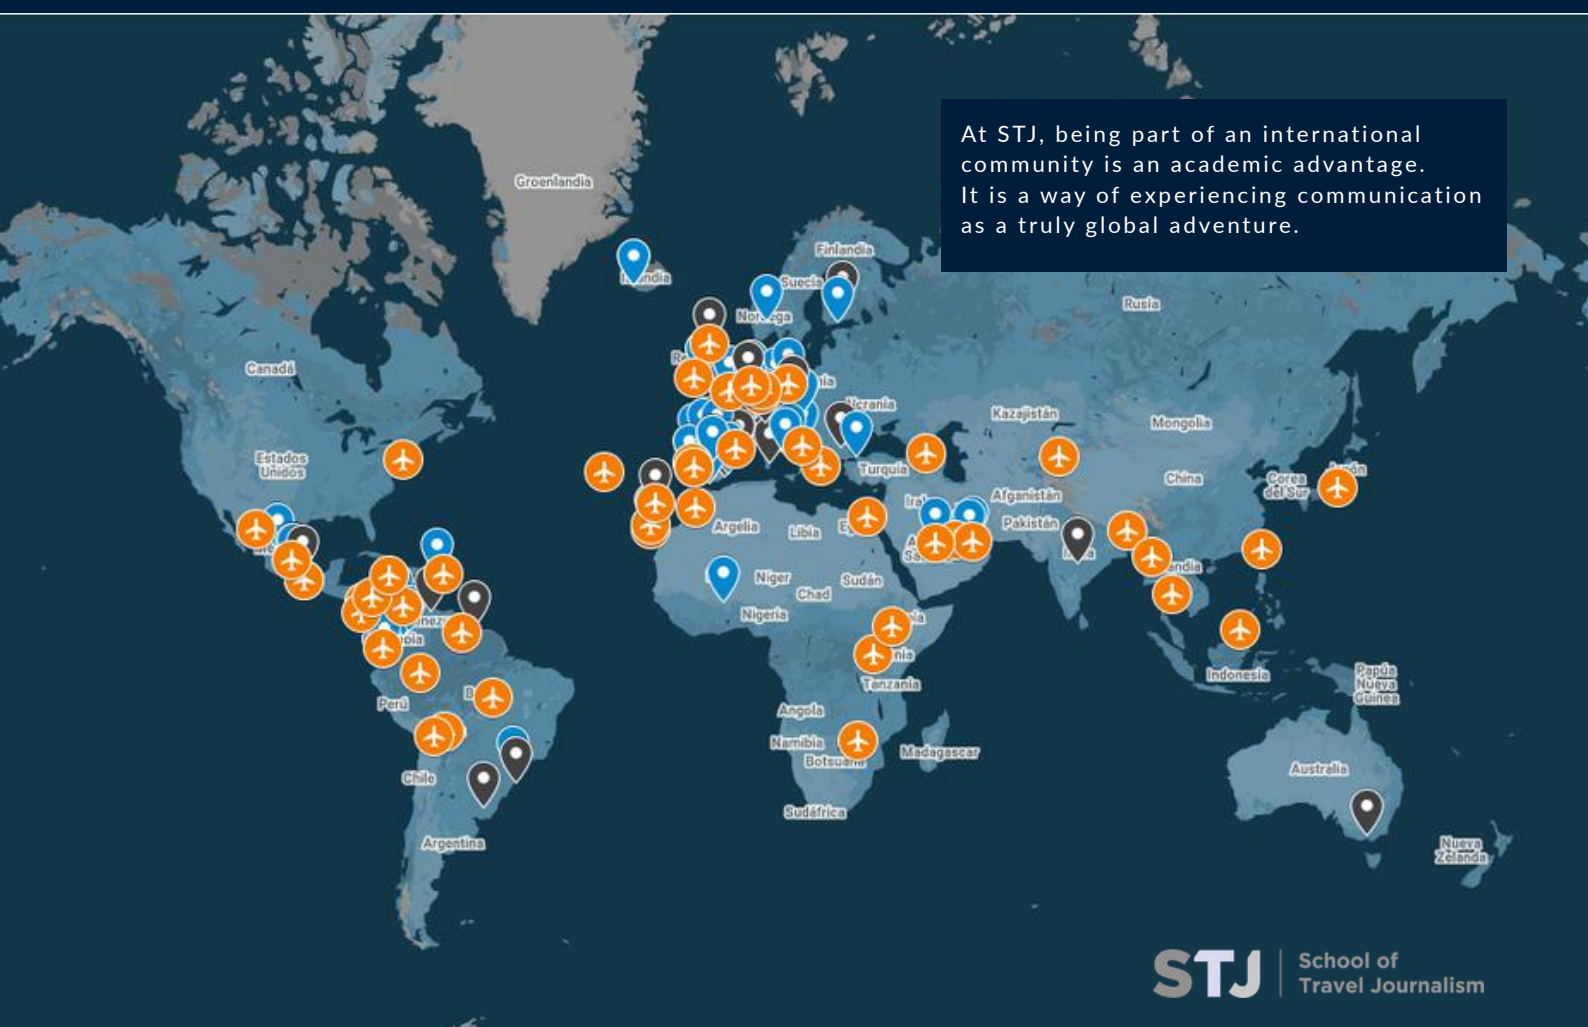 At STJ, being part of an international
community is an academic advantage.
It is a way of experiencing communication
as a truly global adventure.
Groenlandia
Finlandia
Suecia
Rusia
Canadá
Kazajistán
Mongolia
Estados
Unidos
Turquía
China
Corea
del Sur
Afganistán
Pakistán
Argelia
Libia
Níger
Sudán
Chad
Nigeria
Perú
Tanzania
Indonesia
Papúa
Nueva
Guinea
Angola
Namibia
Madagascar
Chile
Australia
Sudáfrica
Argentina
Nueva
Zelanda
STJ
School of
Travel Journalism